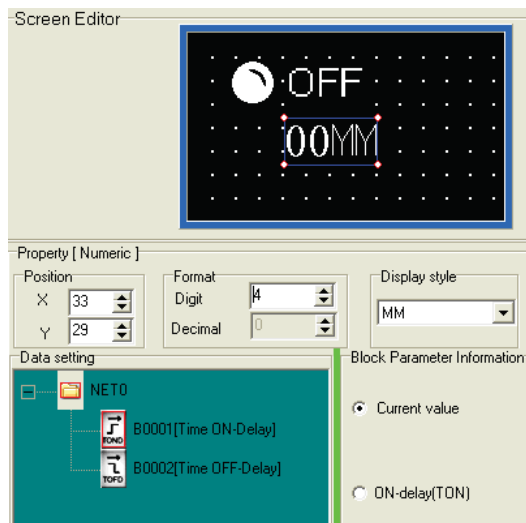 Screen Editor
OFF
00MM
Property [ Numeric ]
Position
X 33
Y 29
Format
Digit 4
Decimal 0
Display style
MM
Data setting
NET0
TOND B0001[Time ON-Delay]
TOFD B0002[Time OFF-Delay]
Block Parameter Information
Current value
ON-delay(TON)